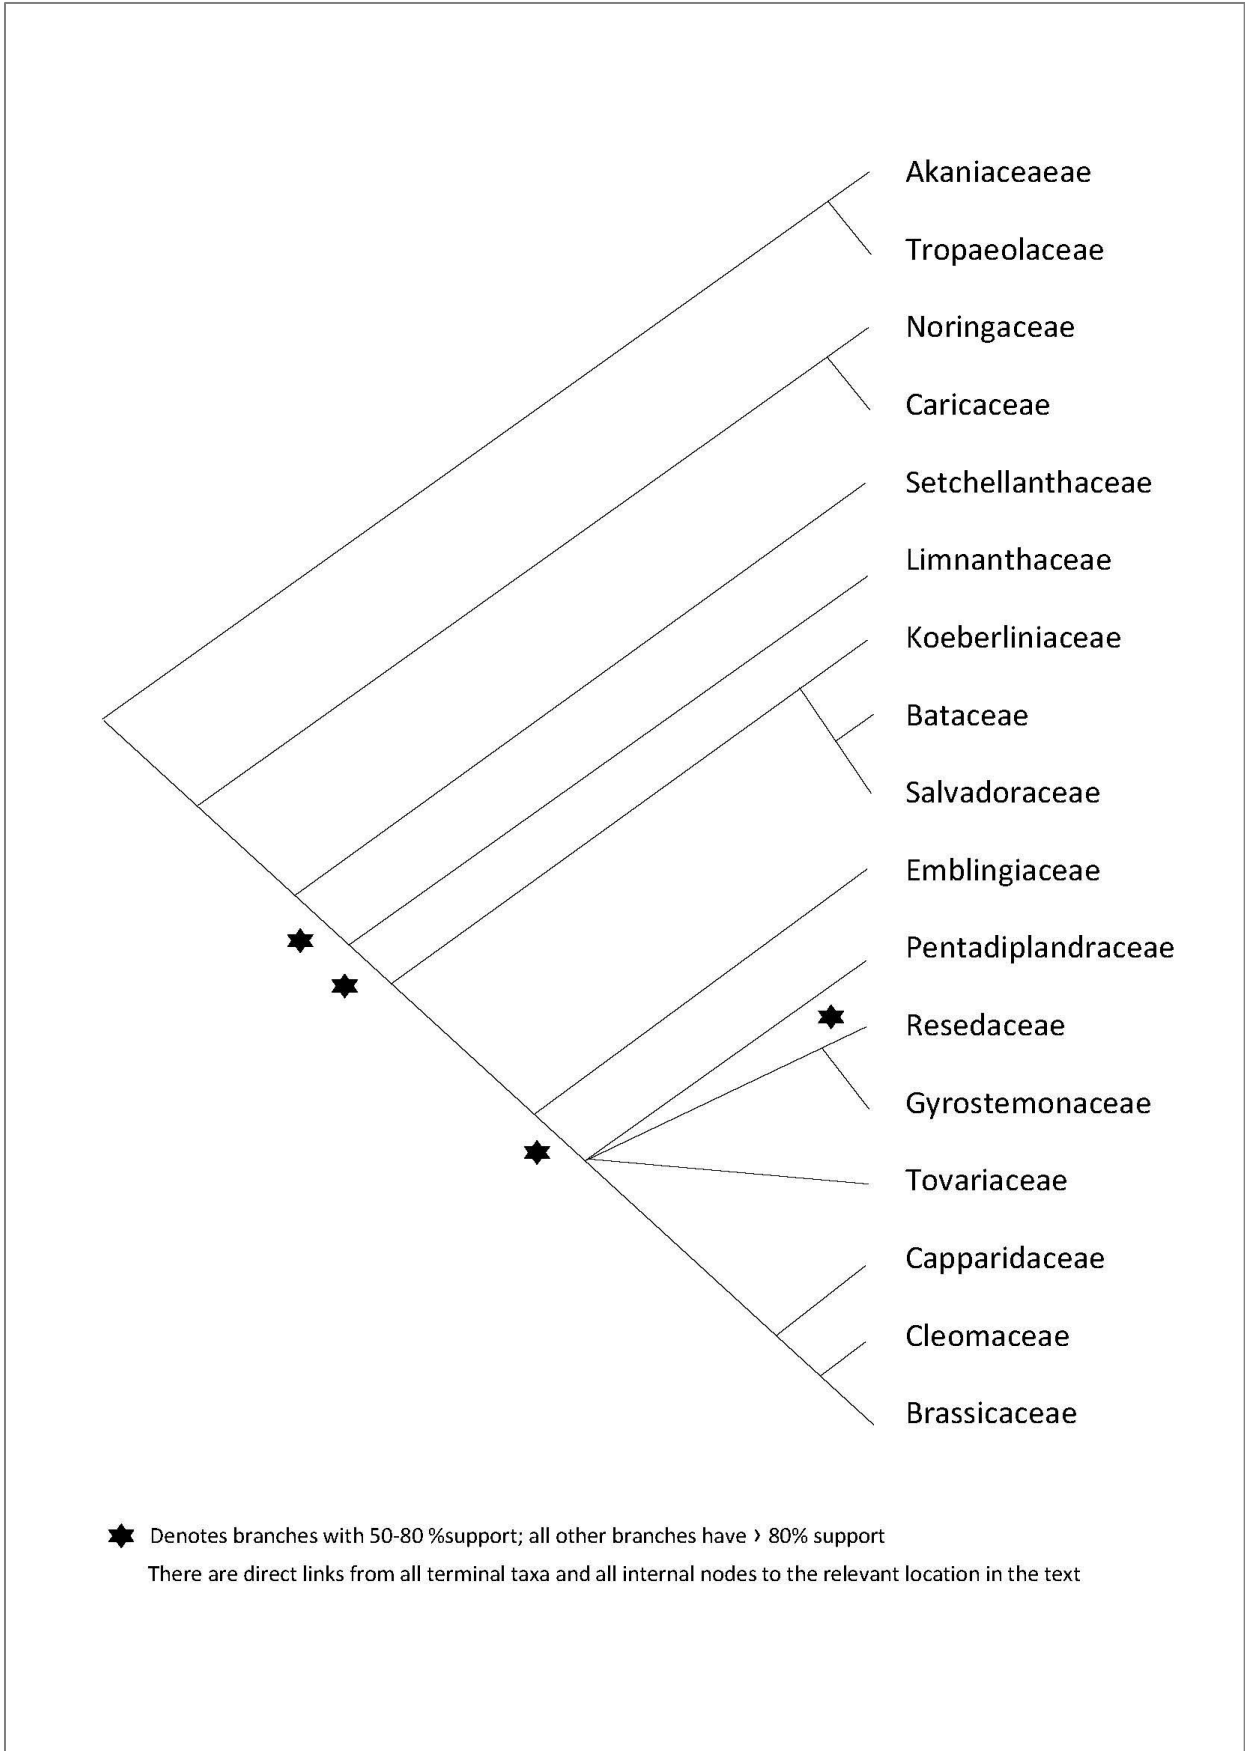 Akaniaceaeae
Tropaeolaceae
Noringaceae
Caricaceae
Setchellanthaceae
Limnanthaceae
Koeberliniaceae
Bataceae
Salvadoraceae
Emblingiaceae
Pentadiplandraceae
Resedaceae
Gyrostemonaceae
Tovariaceae
Capparidaceae
Cleomaceae
Brassicaceae
Denotes branches with 50-80 %support; all other branches have > 80% support
There are direct links from all terminal taxa and all internal nodes to the relevant location in the text